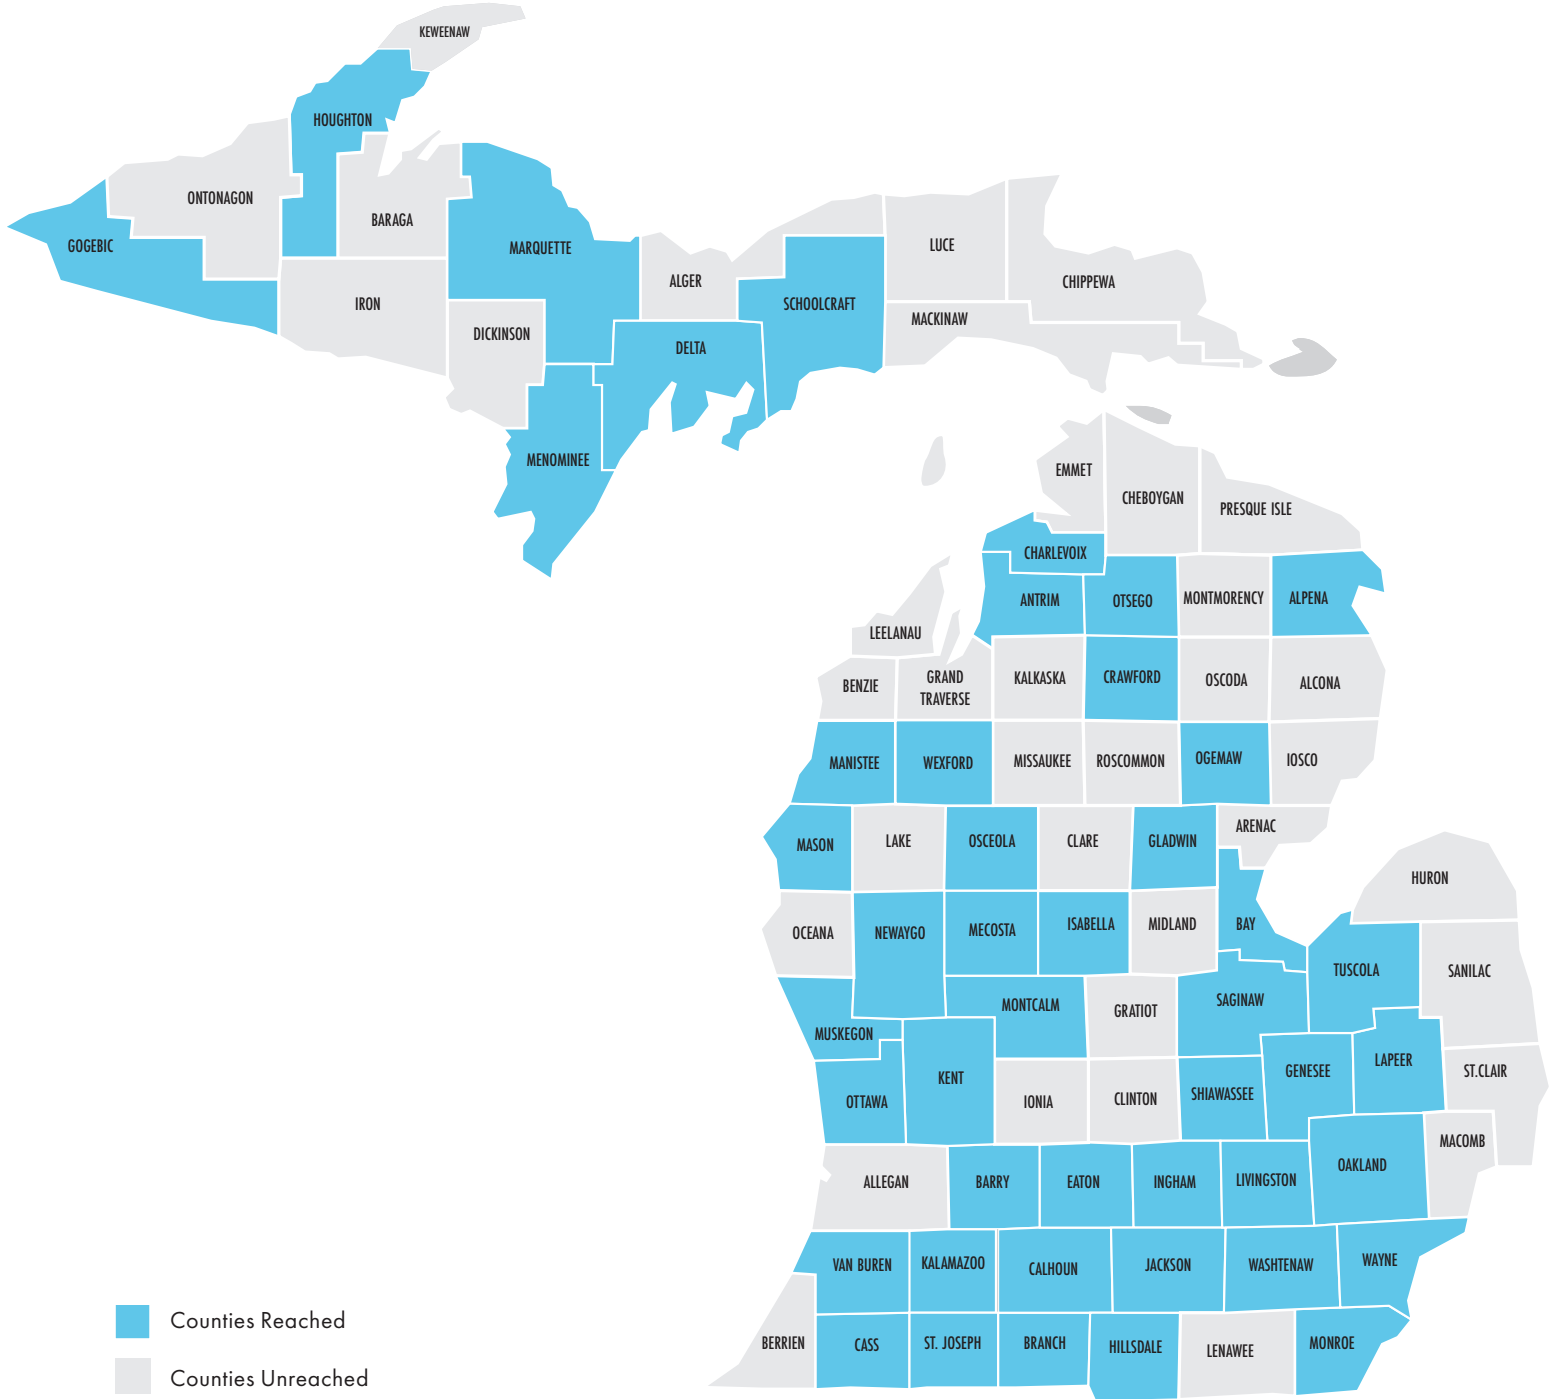 KEWEENAW
HOUGHTON
ONTONAGON
BARAGA
GOGEBIC
MARQUETTE
LUCE
ALGER
CHIPPEWA
IRON
SCHOOLCRAFT
MACKINAW
DICKINSON
DELTA
MENOMINEE
EMMET
CHEBOYGAN
PRESQUE ISLE
CHARLEVOIX
ANTRIM
OTSEGO
MONTMORENCY
ALPENA
LEELANAU
BENZIE
GRAND
TRAVERSE
KALKASKA
CRAWFORD
OSCODA
ALCONA
MANISTEE
WEXFORD
MISSAUKEE
ROSCOMMON
OGEMAW
IOSCO
MASON
LAKE
OSCEOLA
CLARE
GLADWIN
ARENAC
HURON
OCEANA
NEWAYGO
MECOSTA
ISABELLA
MIDLAND
BAY
TUSCOLA
SANILAC
MUSKEGON
MONTCALM
GRATIOT
SAGINAW
OTTAWA
KENT
IONIA
CLINTON
SHIAWASSEE
GENESEE
LAPEER
ST.CLAIR
ALLEGAN
BARRY
EATON
INGHAM
LIVINGSTON
OAKLAND
MACOMB
VAN BUREN
KALAMAZOO
CALHOUN
JACKSON
WASHTENAW
WAYNE
BERRIEN
CASS
ST. JOSEPH
BRANCH
HILLSDALE
LENAWEE
MONROE
Counties Reached
Counties Unreached